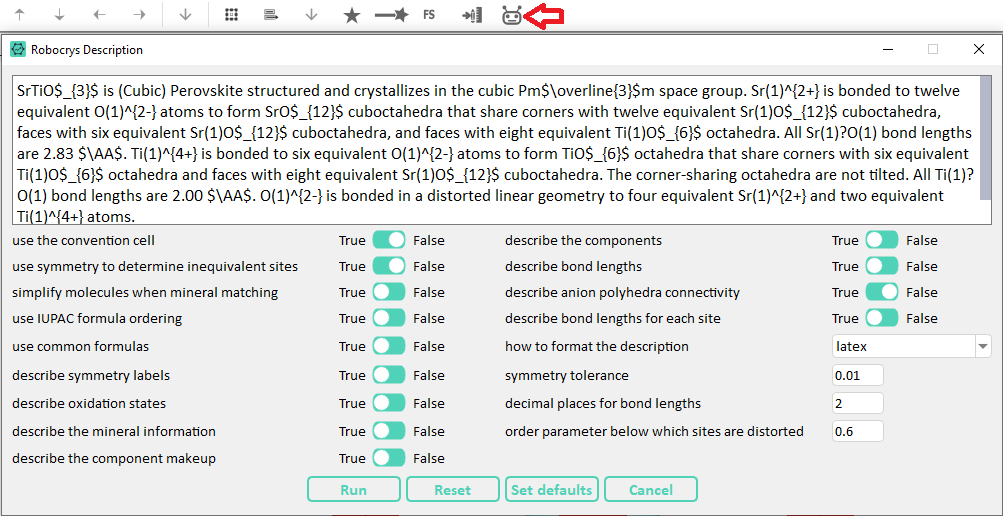 FS
Robocrys Description
SrTiO$_{3}$ is (Cubic) Perovskite structured and crystallizes in the cubic Pm$\overline{3}$m space group. Sr(1)^{2+} is bonded to twelve
equivalent O(1)^{2-} atoms to form SrO$_{12}$ cuboctahedra that share corners with twelve equivalent Sr(1)O$_{12}$ cuboctahedra,
faces with six equivalent Sr(1)O$_{12}$ cuboctahedra, and faces with eight equivalent Ti(1)O$_{6}$ octahedra. All Sr(1)?O(1) bond lengths
are 2.83 $\AA$. Ti(1)^{4+} is bonded to six equivalent O(1)^{2-} atoms to form TiO$_{6}$ octahedra that share corners with six equivalent
Ti(1)O$_{6}$ octahedra and faces with eight equivalent Sr(1)O$_{12}$ cuboctahedra. The corner-sharing octahedra are not tilted. All Ti(1)?
O(1) bond lengths are 2.00 $\AA$. O(1)^{2-} is bonded in a distorted linear geometry to four equivalent Sr(1)^{2+} and two equivalent
Ti(1)^{4+} atoms.
use the convention cell True False describe the components True False
use symmetry to determine inequivalent sites True False describe bond lengths True False
simplify molecules when mineral matching True False describe anion polyhedra connectivity True False
use IUPAC formula ordering True False describe bond lengths for each site True False
use common formulas True False how to format the description latex
describe symmetry labels True False symmetry tolerance 0.01
describe oxidation states True False decimal places for bond lengths 2
describe the mineral information True False order parameter below which sites are distorted 0.6
describe the component makeup True False
Run Reset Set defaults Cancel